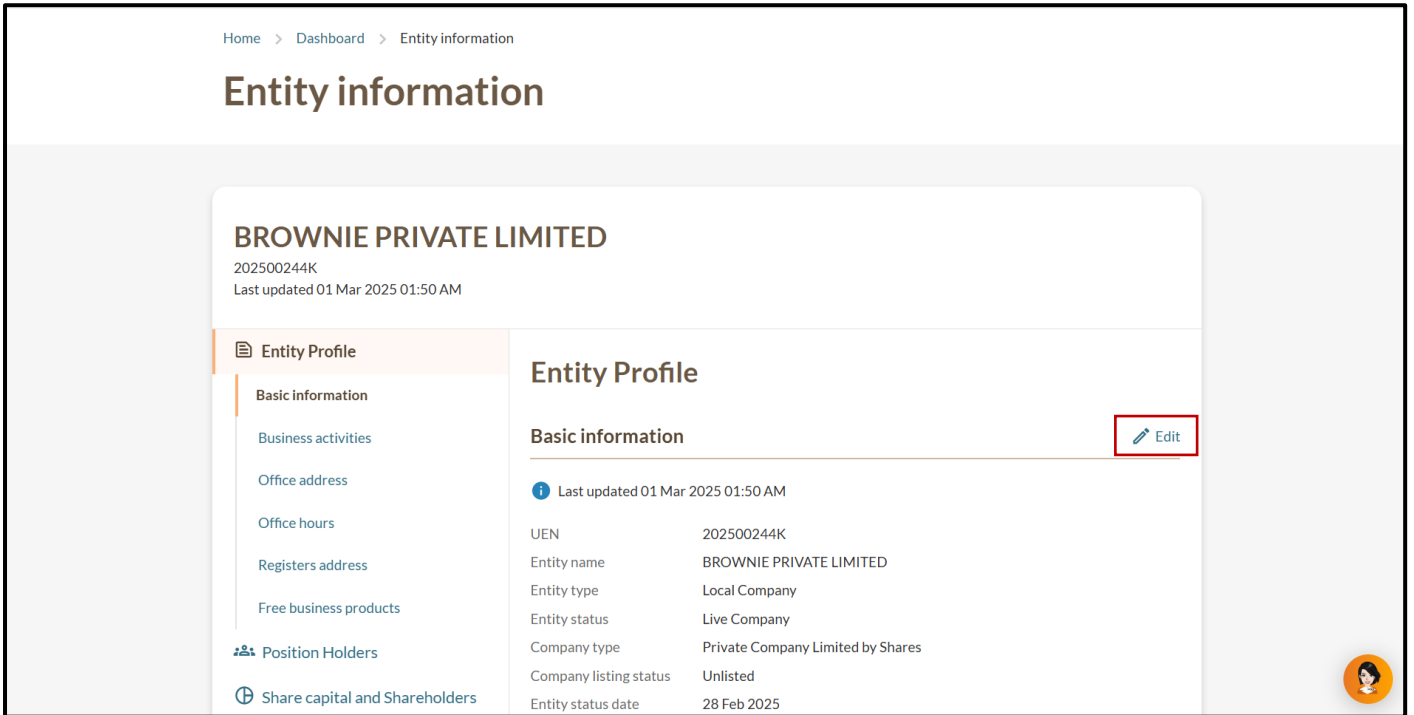 Home > Dashboard > Entity information
Entity information
BROWNIE PRIVATE LIMITED
202500244K
Last updated 01 Mar 2025 01:50 AM
Entity Profile
Basic information
Business activities
Office address
Office hours
Registers address
Free business products
Position Holders
Share capital and Shareholders
Entity Profile
Basic information
Edit
Last updated 01 Mar 2025 01:50 AM
UEN 202500244K
Entity name BROWNIE PRIVATE LIMITED
Entity type Local Company
Entity status Live Company
Company type Private Company Limited by Shares
Company listing status Unlisted
Entity status date 28 Feb 2025